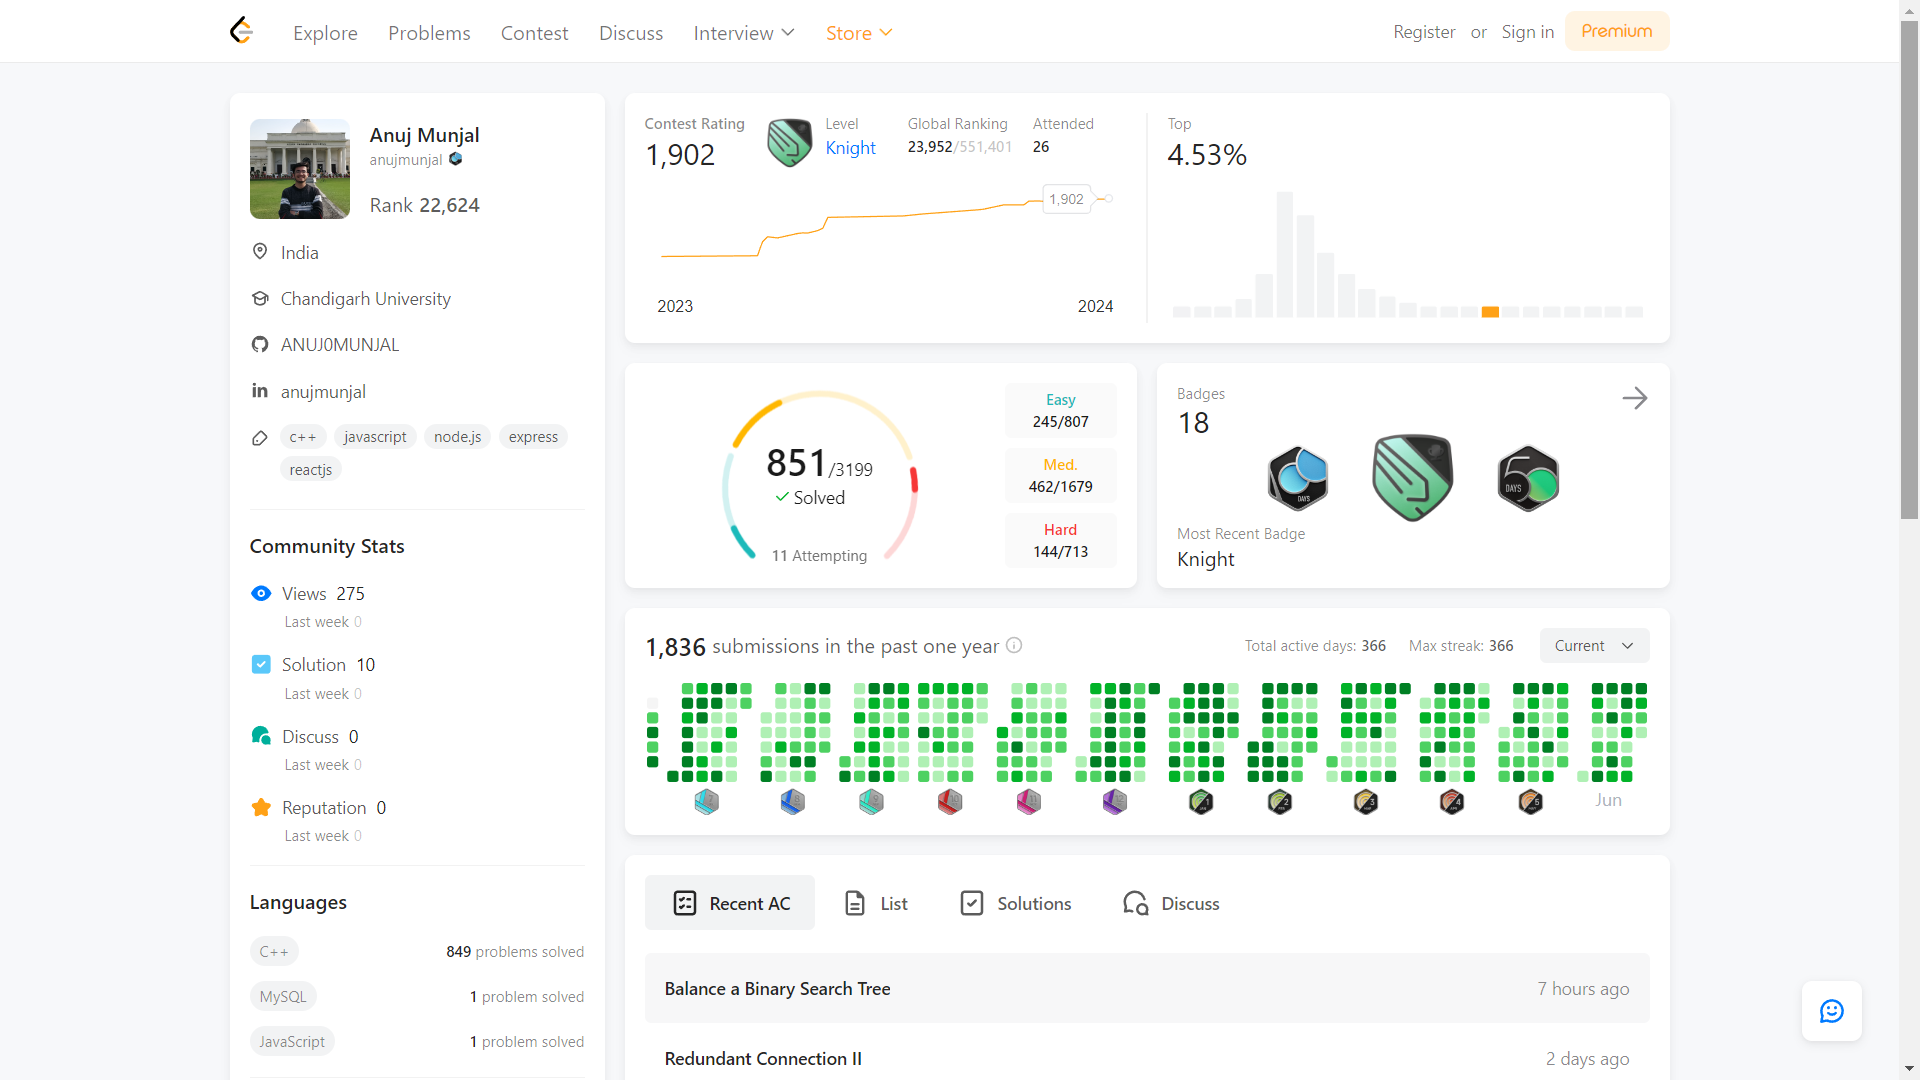 Explore Problems Contest Discuss Interview Store
Register or Sign in Premium
Anuj Munjal
anujmunjal
Rank 22,624
India
Chandigarh University
ANUJ0MUNJAL
anujmunjal
c++ javascript node.js express
reactjs
Community Stats
Views 275
Last week 0
Solution 10
Last week 0
Discuss 0
Last week 0
Reputation 0
Last week 0
Languages
C++ 849 problems solved
MySQL 1 problem solved
JavaScript 1 problem solved
Contest Rating
1,902
Level
Knight
Global Ranking
23,952/551,401
Attended
26
1,902
2023 2024
Top
4.53%
851/3199
Solved
11 Attempting
Easy
245/807
Med.
462/1679
Hard
144/713
Badges
18
DAYS
50
DAYS
Most Recent Badge
Knight
1,836 submissions in the past one year
Total active days: 366 Max streak: 366 Current
Jun
Recent AC List Solutions Discuss
Balance a Binary Search Tree 7 hours ago
Redundant Connection II 2 days ago